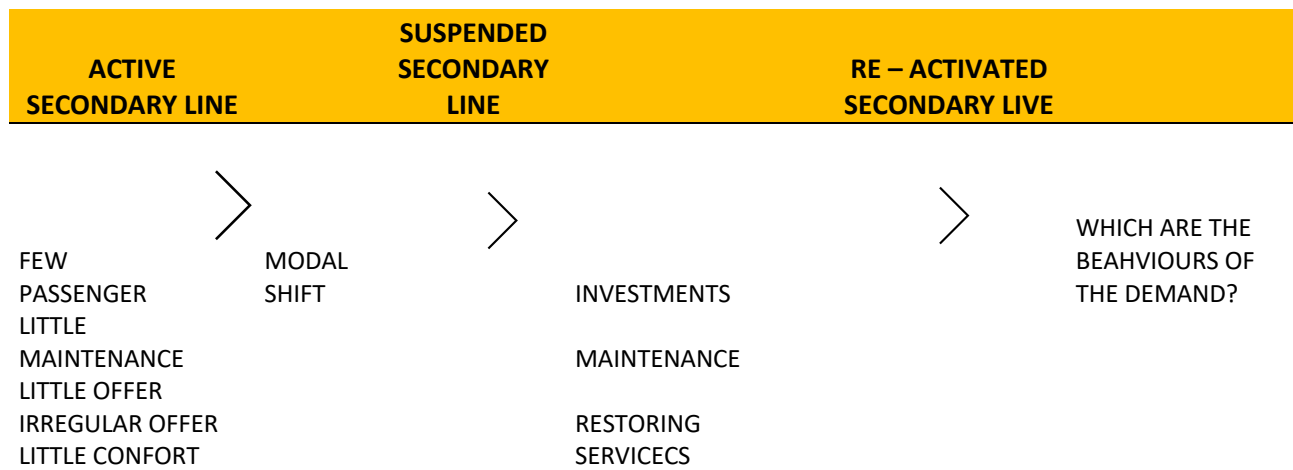 ACTIVE
SECONDARY LINE
SUSPENDED
SECONDARY
LINE
RE – ACTIVATED
SECONDARY LIVE
FEW
PASSENGER
LITTLE
MAINTENANCE
LITTLE OFFER
IRREGULAR OFFER
LITTLE CONFORT
MODAL
SHIFT
INVESTMENTS
MAINTENANCE
RESTORING
SERVICECS
WHICH ARE THE
BEAHVIOURS OF
THE DEMAND?